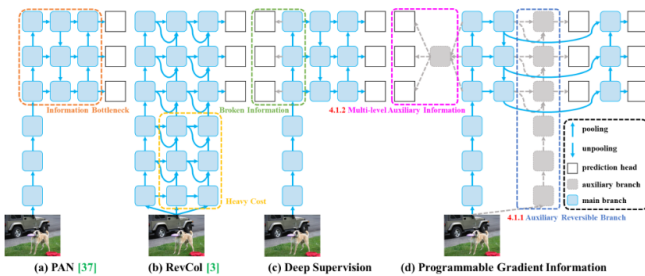 Information Bottleneck
Broken Information
4.1.2 Multi-level Auxiliary Information
Heavy Cost
pooling
unpooling
prediction head
auxiliary branch
main branch
4.1.1 Auxiliary Reversible Branch
(a) PAN [37]
(b) RevCol [3]
(c) Deep Supervision
(d) Programmable Gradient Information